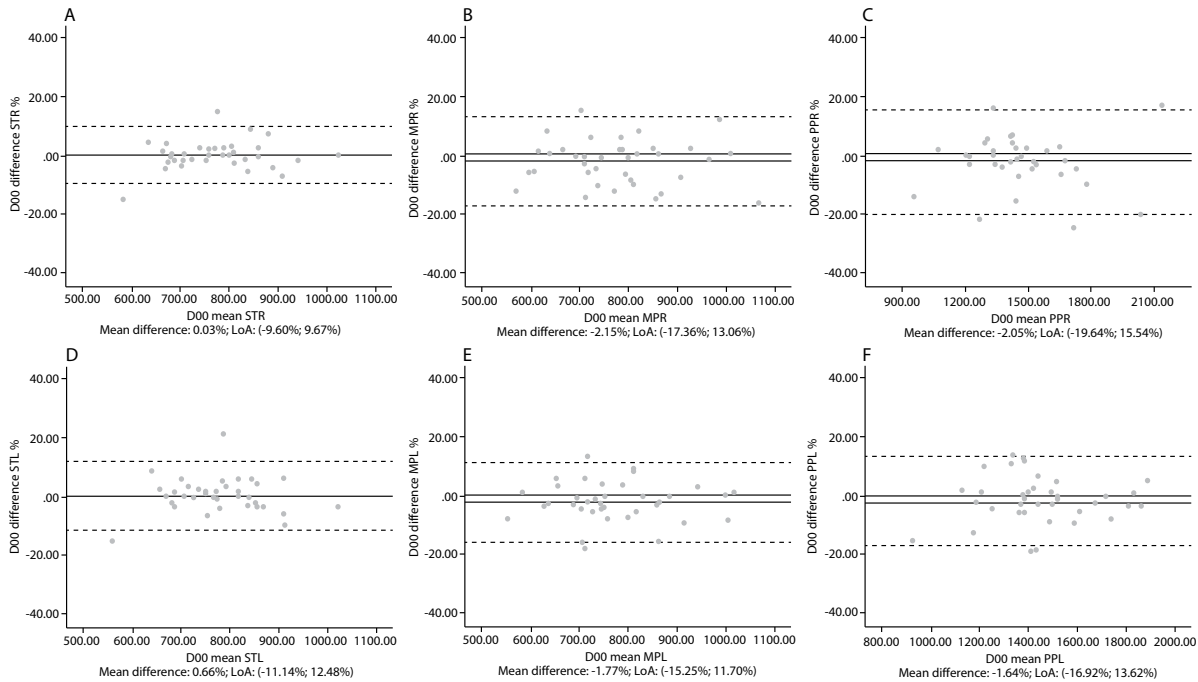 A
D00 difference STR %
40.00
20.00
.00
-20.00
-40.00
500.00 600.00 700.00 800.00 900.00 1000.00 1100.00
D00 mean STR
Mean difference: 0.03%; LoA: (-9.60%; 9.67%)
B
D00 difference MPR %
40.00
20.00
.00
-20.00
-40.00
500.00 600.00 700.00 800.00 900.00 1000.00 1100.00
D00 mean MPR
Mean difference: -2.15%; LoA: (-17.36%; 13.06%)
C
D00 difference PPR %
40.00
20.00
.00
-20.00
-40.00
900.00 1200.00 1500.00 1800.00 2100.00
D00 mean PPR
Mean difference: -2.05%; LoA: (-19.64%; 15.54%)
D
D00 difference STL %
40.00
20.00
.00
-20.00
-40.00
500.00 600.00 700.00 800.00 900.00 1000.00 1100.00
D00 mean STL
Mean difference: 0.66%; LoA: (-11.14%; 12.48%)
E
D00 difference MPL %
40.00
20.00
.00
-20.00
-40.00
500.00 600.00 700.00 800.00 900.00 1000.00 1100.00
D00 mean MPL
Mean difference: -1.77%; LoA: (-15.25%; 11.70%)
F
D00 difference PPL %
40.00
20.00
.00
-20.00
-40.00
800.00 1000.00 1200.00 1400.00 1600.00 1800.00 2000.00
D00 mean PPL
Mean difference: -1.64%; LoA: (-16.92%; 13.62%)